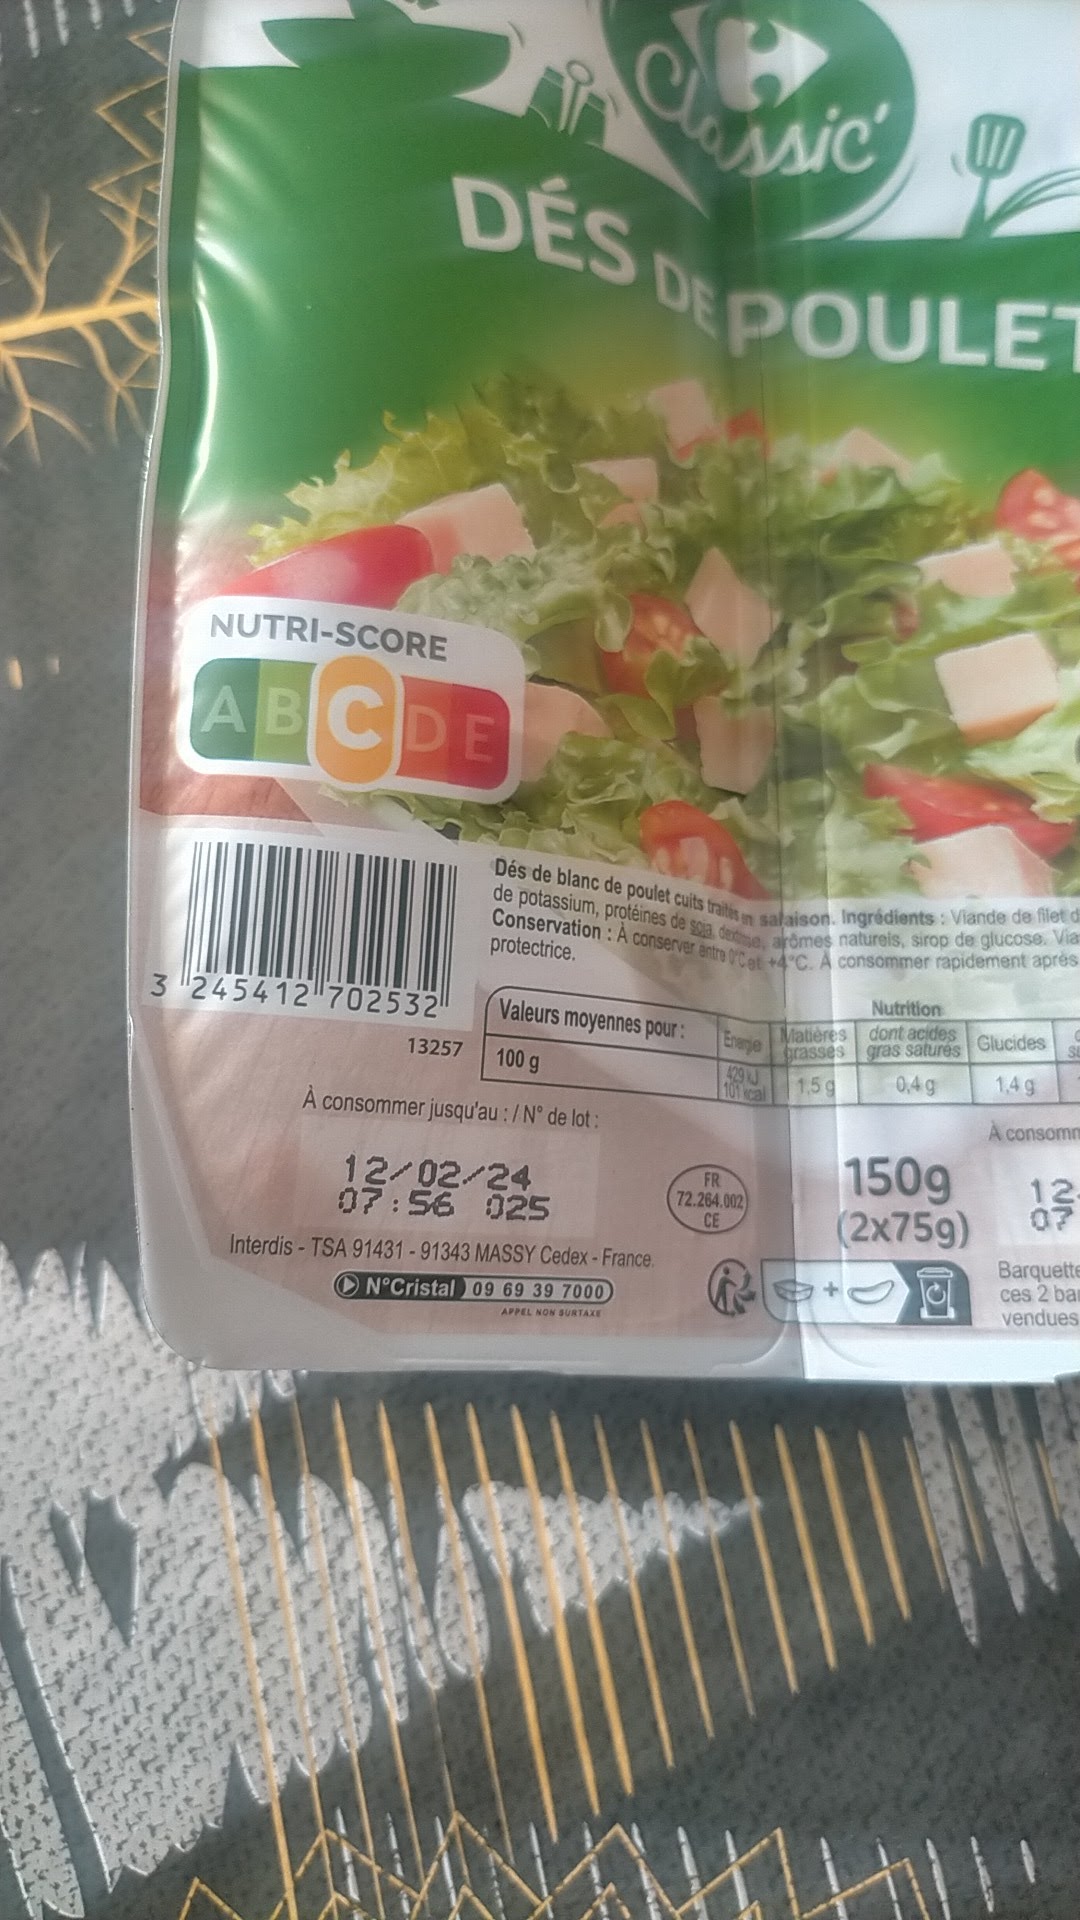 Classic'
DÉS DE POULET
NUTRI-SCORE
A B C D E
Dés de blanc de poulet cuits traités en salaison. Ingrédients : Viande de filet d
de potassium, protéines de soja, dextrose, arômes naturels, sirop de glucose. Via
Conservation : À conserver entre 0°C et +4°C. À consommer rapidement après
protectrice.
3 245412 702532
13257
Nutrition
Valeurs moyennes pour : Energie Matières grasses dont acides gras saturés Glucides
100 g 429 kJ 101 kcal 1,5 g 0,4 g 1,4 g
À consommer jusqu'au : / N° de lot :
À consomm
12/02/24
07:56 025
FR
72.264.002
CE
150g
(2x75g)
12
07
Interdis - TSA 91431 - 91343 MASSY Cedex - France.
N°Cristal 09 69 39 7000
APPEL NON SURTAXÉ
+
Barquette
ces 2 bar
vendues